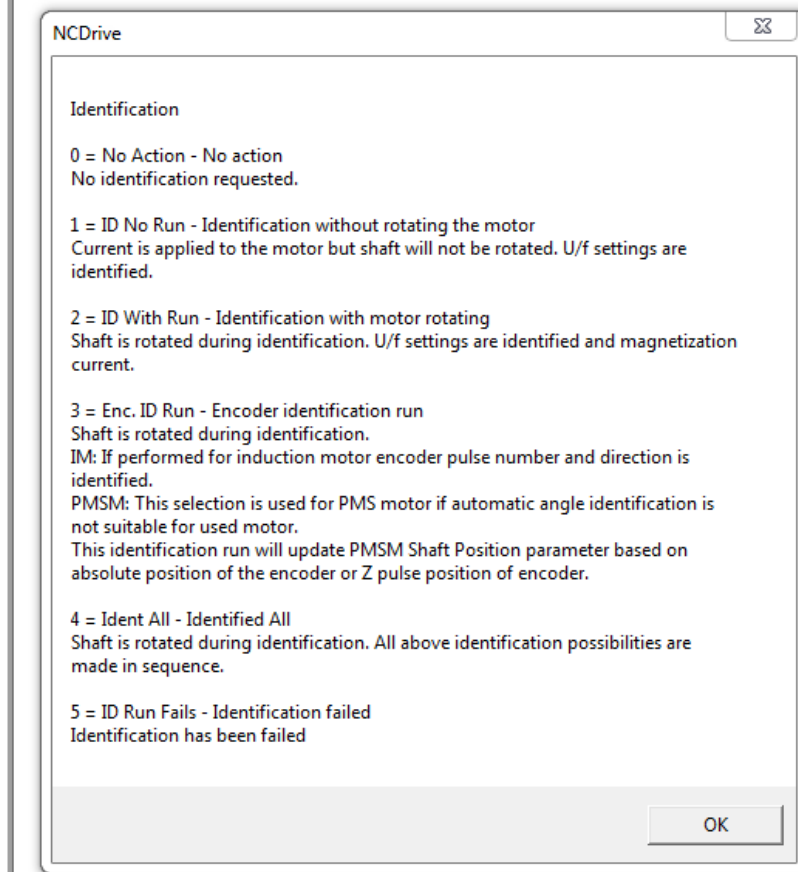 NCDrive
Identification
0 = No Action - No action
No identification requested.
1 = ID No Run - Identification without rotating the motor
Current is applied to the motor but shaft will not be rotated. U/f settings are
identified.
2 = ID With Run - Identification with motor rotating
Shaft is rotated during identification. U/f settings are identified and magnetization
current.
3 = Enc. ID Run - Encoder identification run
Shaft is rotated during identification.
IM: If performed for induction motor encoder pulse number and direction is
identified.
PMSM: This selection is used for PMS motor if automatic angle identification is
not suitable for used motor.
This identification run will update PMSM Shaft Position parameter based on
absolute position of the encoder or Z pulse position of encoder.
4 = Ident All - Identified All
Shaft is rotated during identification. All above identification possibilities are
made in sequence.
5 = ID Run Fails - Identification failed
Identification has been failed
OK